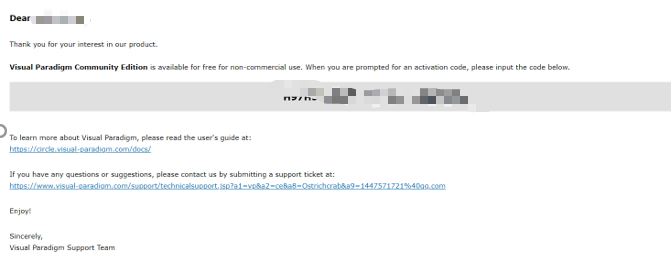 Dear
Thank you for your interest in our product.
Visual Paradigm Community Edition is available for free for non-commercial use. When you are prompted for an activation code, please input the code below.
To learn more about Visual Paradigm, please read the user's guide at:
https://circle.visual-paradigm.com/docs/
If you have any questions or suggestions, please contact us by submitting a support ticket at:
https://www.visual-paradigm.com/support/technicalsupport.jsp?a1=vp&a2=ce&a8=Ostrichcrab&a9=1447571721%40qq.com
Enjoy!
Sincerely,
Visual Paradigm Support Team